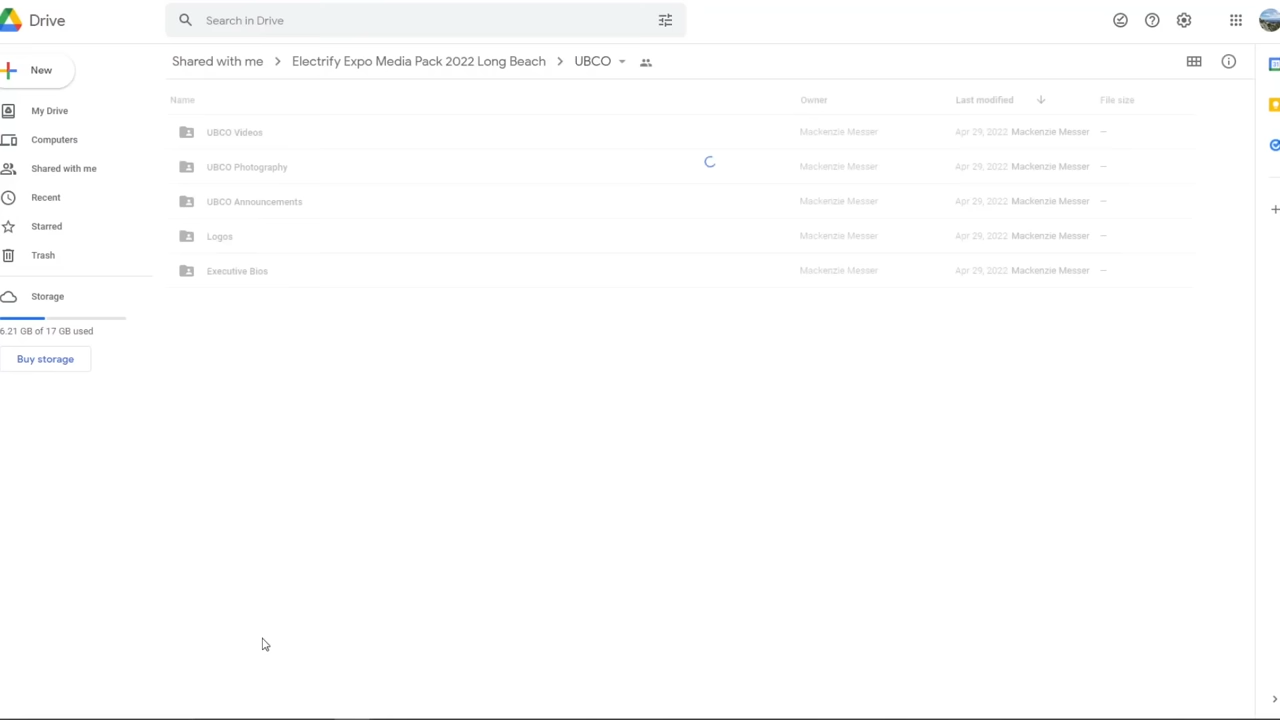 Drive
Search in Drive
New
Shared with me
Electrify Expo Media Pack 2022 Long Beach
UBCO
My Drive
Computers
Shared with me
Recent
Starred
Trash
Storage
6.21 GB of 17 GB used
Buy storage
Name Owner Last modified File size
UBCO Videos Mackenzie Messer Apr 29, 2022 Mackenzie Messer —
UBCO Photography Mackenzie Messer Apr 29, 2022 Mackenzie Messer —
UBCO Announcements Mackenzie Messer Apr 29, 2022 Mackenzie Messer —
Logos Mackenzie Messer Apr 29, 2022 Mackenzie Messer —
Executive Bios Mackenzie Messer Apr 29, 2022 Mackenzie Messer —